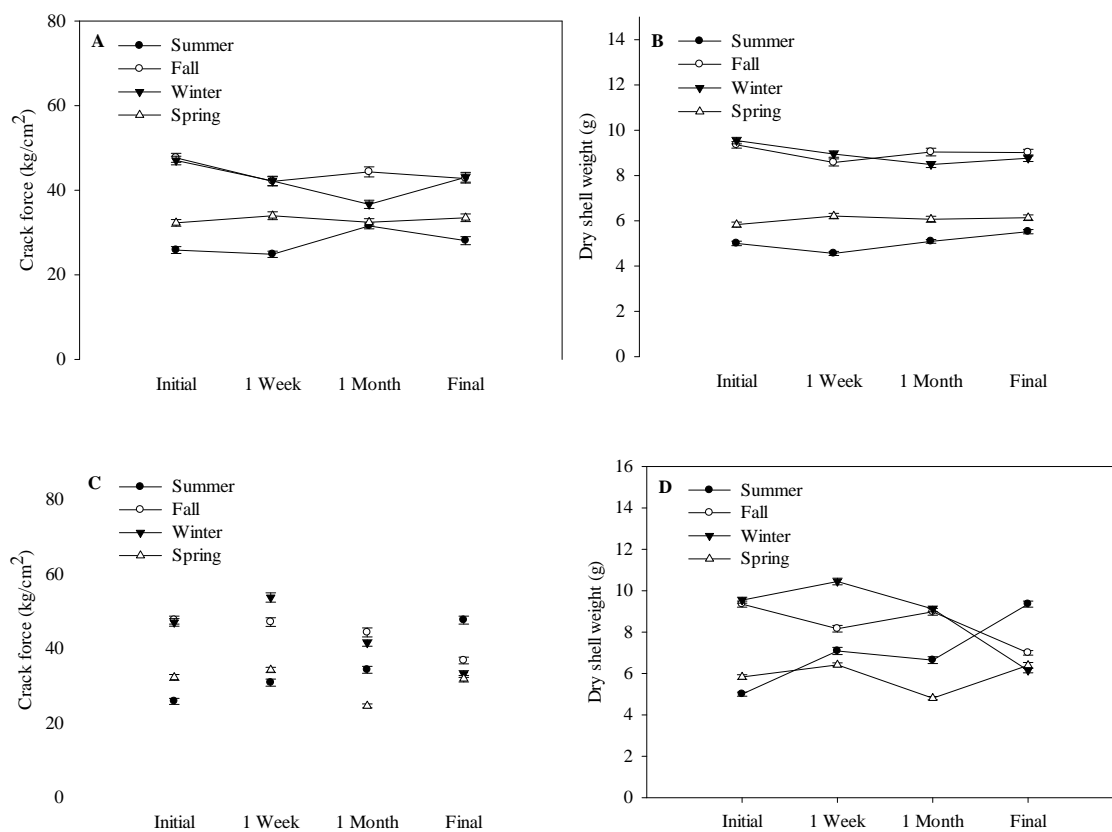 A
Summer
Fall
Winter
Spring
Crack force (kg/cm²)
80
60
40
20
0
Initial 1 Week 1 Month Final
B
Summer
Fall
Winter
Spring
Dry shell weight (g)
14
12
10
8
6
4
2
0
Initial 1 Week 1 Month Final
C
Summer
Fall
Winter
Spring
Crack force (kg/cm²)
80
60
40
20
0
Initial 1 Week 1 Month Final
D
Summer
Fall
Winter
Spring
Dry shell weight (g)
16
14
12
10
8
6
4
2
0
Initial 1 Week 1 Month Final